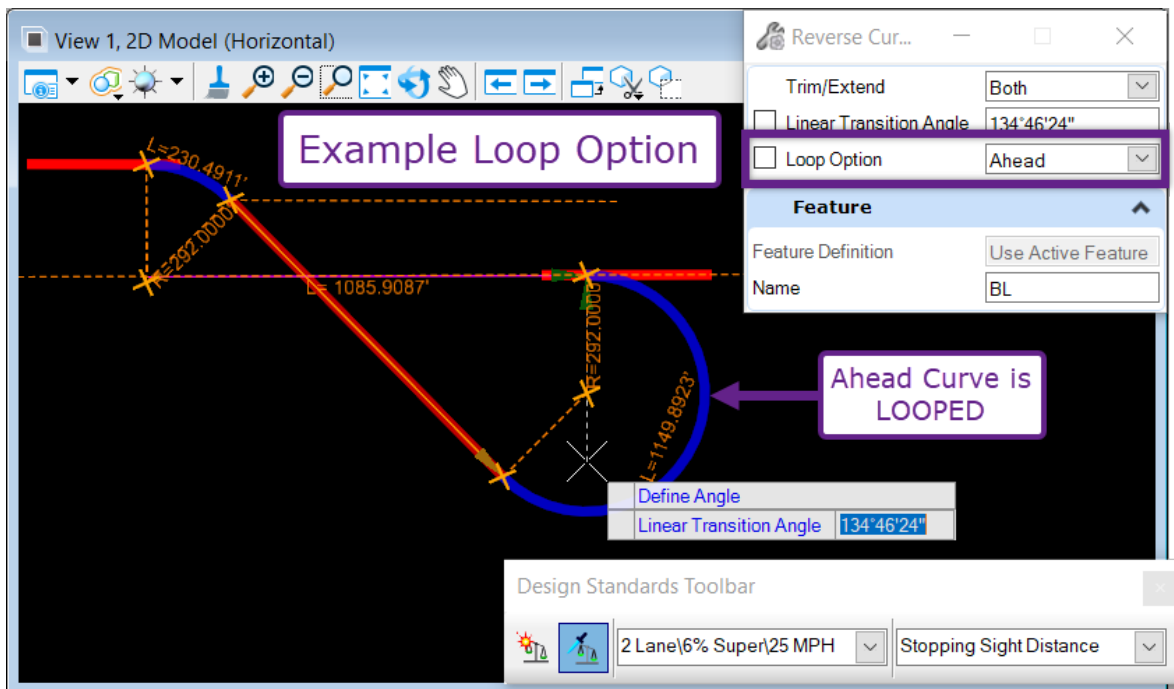 View 1, 2D Model (Horizontal)
Reverse Cur...
Trim/Extend
Both
Linear Transition Angle
134°46'24"
Loop Option
Ahead
Feature
Feature Definition
Use Active Feature
Name
BL
Example Loop Option
L=230.4911'
R=292.0000'
L= 1085.9087'
R=292.0000'
L=1149.8923'
Ahead Curve is
LOOPED
Define Angle
Linear Transition Angle
134°46'24"
Design Standards Toolbar
2 Lane\6% Super\25 MPH
Stopping Sight Distance